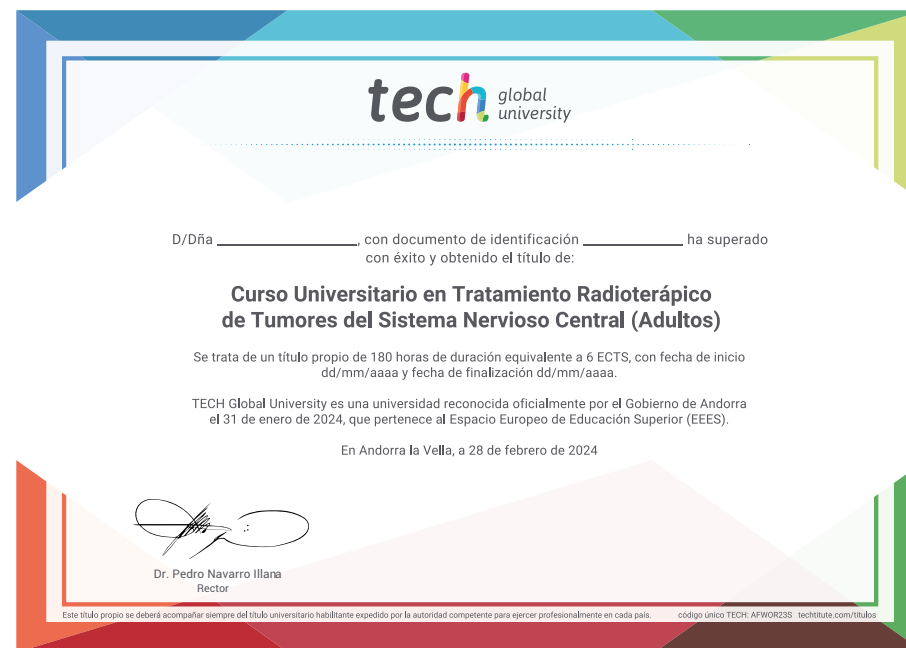 tech global university
D/Dña ____________________, con documento de identificación ______________ ha superado
con éxito y obtenido el título de:
Curso Universitario en Tratamiento Radioterápico
de Tumores del Sistema Nervioso Central (Adultos)
Se trata de un título propio de 180 horas de duración equivalente a 6 ECTS, con fecha de inicio
dd/mm/aaaa y fecha de finalización dd/mm/aaaa.
TECH Global University es una universidad reconocida oficialmente por el Gobierno de Andorra
el 31 de enero de 2024, que pertenece al Espacio Europeo de Educación Superior (EEES).
En Andorra la Vella, a 28 de febrero de 2024
Dr. Pedro Navarro Illana
Rector
Este título propio se deberá acompañar siempre del título universitario habilitante expedido por la autoridad competente para ejercer profesionalmente en cada país. código único TECH: AFWOR23S techtitute.com/titulos